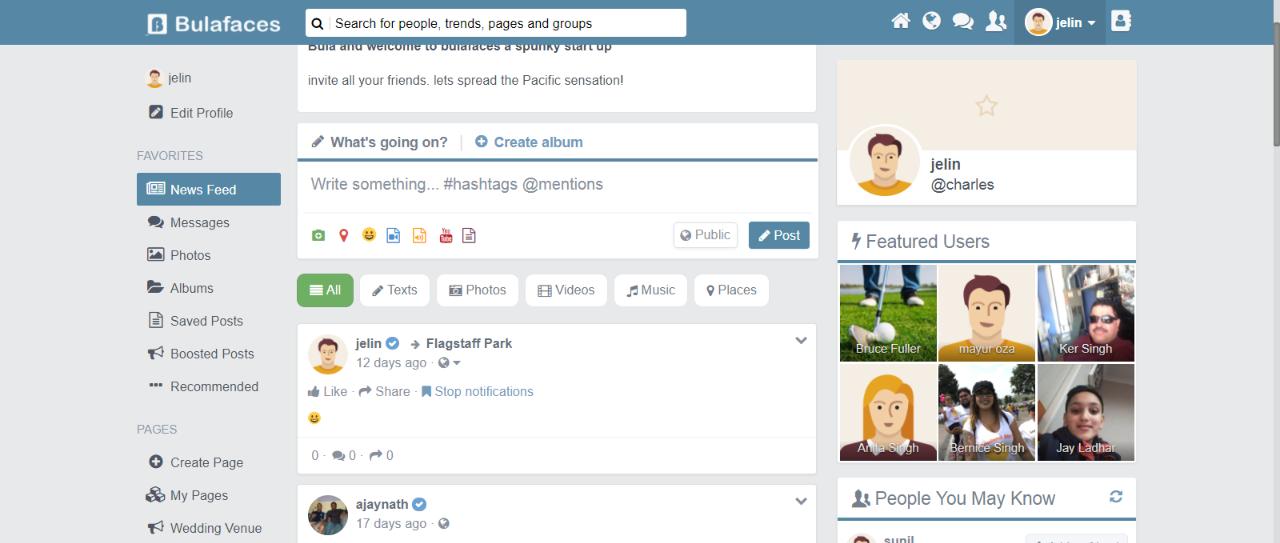 Bulafaces
Search for people, trends, pages and groups
jelin
jelin
Edit Profile
FAVORITES
News Feed
Messages
Photos
Albums
Saved Posts
Boosted Posts
Recommended
PAGES
Create Page
My Pages
Wedding Venue
Bula and welcome to bulafaces a spunky start up
invite all your friends. lets spread the Pacific sensation!
What's going on? Create album
Write something... #hashtags @mentions
Public Post
All Texts Photos Videos Music Places
jelin Flagstaff Park
12 days ago ·
Like · Share · Stop notifications
0 · 0 · 0
ajaynath
17 days ago ·
jelin
@charles
Featured Users
Bruce Fuller mayur oza Ker Singh
Anita Singh Bernice Singh Jay Ladhar
People You May Know
sunil